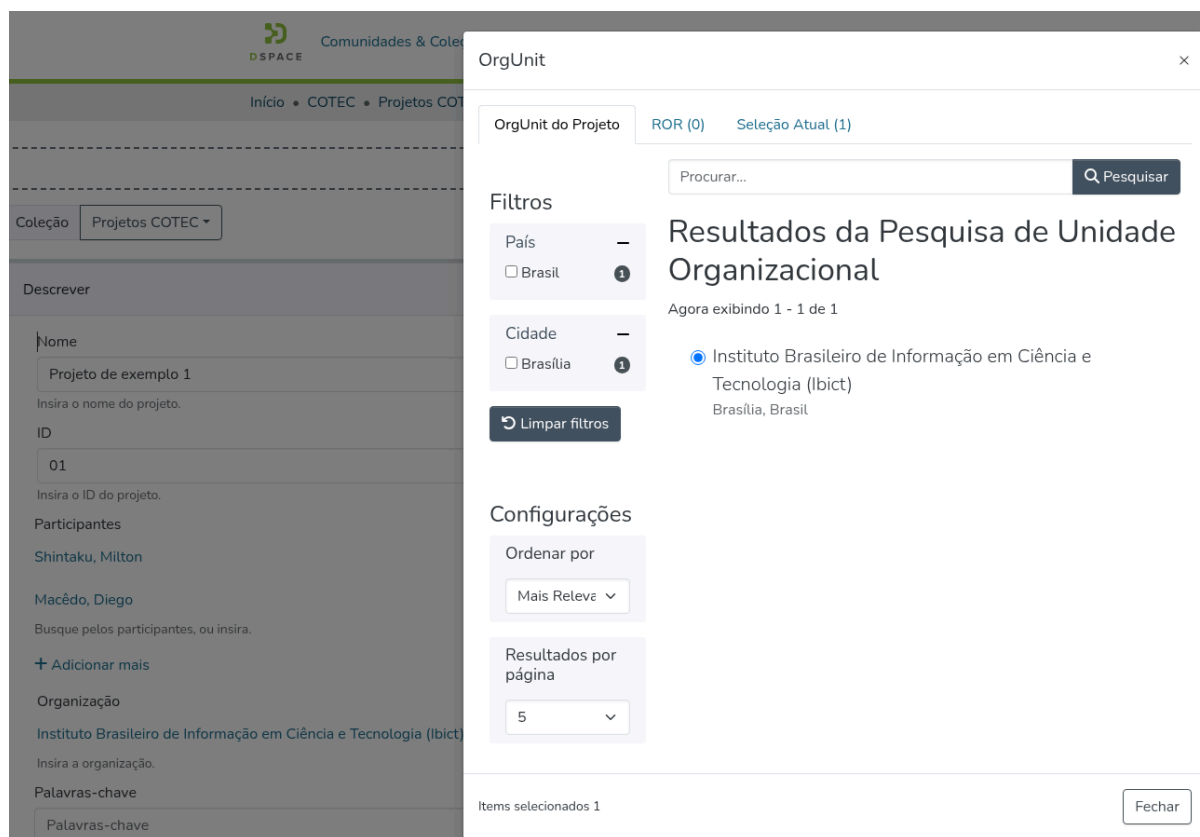 DSPACE
Comunidades & Coleç
Início • COTEC • Projetos COT
Coleção
Projetos COTEC
Descrever
Nome
Projeto de exemplo 1
Insira o nome do projeto.
ID
01
Insira o ID do projeto.
Participantes
Shintaku, Milton
Macêdo, Diego
Busque pelos participantes, ou insira.
+ Adicionar mais
Organização
Instituto Brasileiro de Informação em Ciência e Tecnologia (Ibict)
Insira a organização.
Palavras-chave
Palavras-chave
OrgUnit
×
OrgUnit do Projeto
ROR (0)
Seleção Atual (1)
Filtros
País
Brasil 1
Cidade
Brasília 1
Limpar filtros
Configurações
Ordenar por
Mais Releva
Resultados por
página
5
Procurar...
Pesquisar
Resultados da Pesquisa de Unidade
Organizacional
Agora exibindo 1 - 1 de 1
Instituto Brasileiro de Informação em Ciência e
Tecnologia (Ibict)
Brasília, Brasil
Items selecionados 1
Fechar